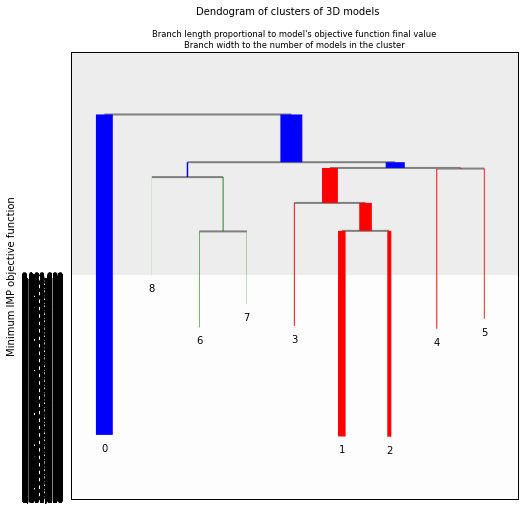 Dendogram of clusters of 3D models
Branch length proportional to model's objective function final value
Branch width to the number of models in the cluster
Minimum IMP objective function
8
7
6
3
5
4
0
1
2